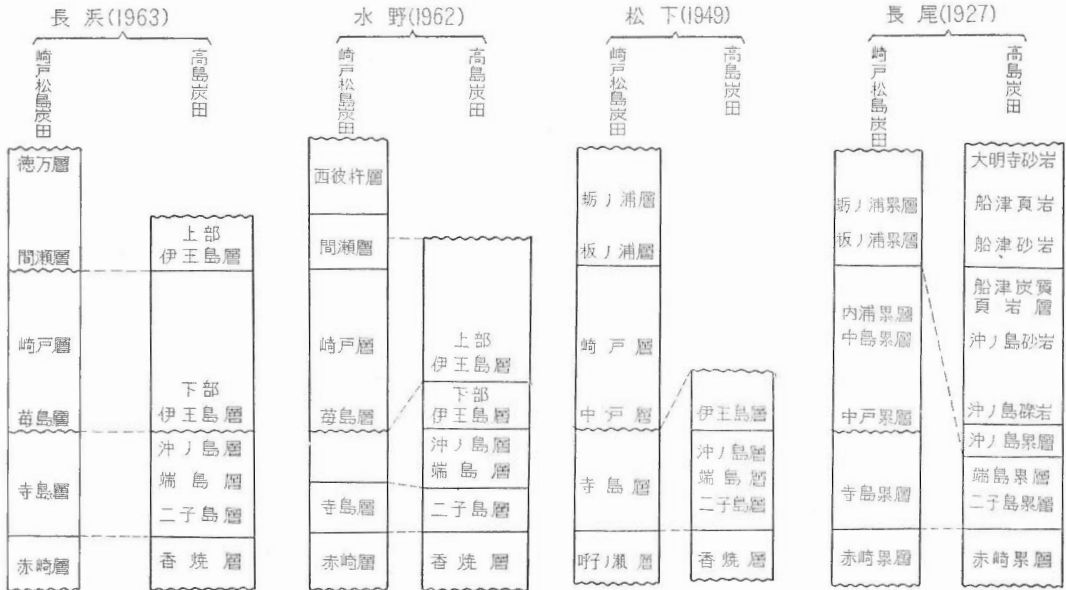 長浜(1963)
崎戸松島炭田
高島炭田
徳万層
間瀬層
崎戸層
苺島層
寺島層
赤崎層
上部
伊王島層
下部
伊王島層
沖ノ島層
端島層
二子島層
香焼層
水野(1962)
崎戸松島炭田
高島炭田
西彼杵層
間瀬層
崎戸層
苺島層
寺島層
赤崎層
上部
伊王島層
下部
伊王島層
沖ノ島層
端島層
二子島層
香焼層
松下(1949)
崎戸松島炭田
高島炭田
蛎ノ浦層
板ノ浦層
崎戸層
中戸層
寺島層
呼子ノ瀬層
伊王島層
沖ノ島層
端島層
二子島層
香焼層
長尾(1927)
崎戸松島炭田
高島炭田
蛎ノ浦累層
板ノ浦累層
内浦累層
中島累層
中戸累層
寺島累層
赤崎累層
大明寺砂岩
船津頁岩
船津砂岩
船津炭質
頁岩層
沖ノ島砂岩
沖ノ島礫岩
沖ノ島累層
端島累層
二子島累層
赤崎累層